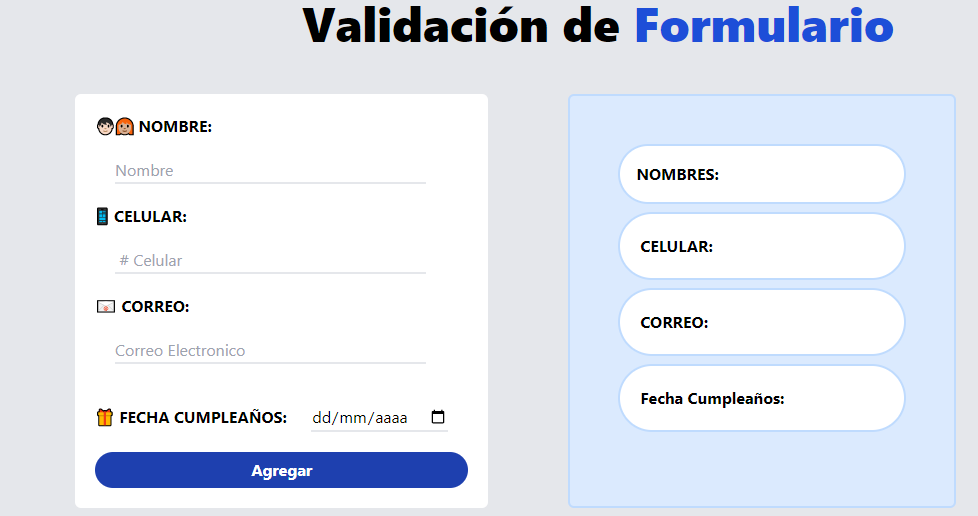 Validación de Formulario
NOMBRE:
Nombre
CELULAR:
# Celular
CORREO:
Correo Electronico
FECHA CUMPLEAÑOS: dd/mm/aaaa
Agregar
NOMBRES:
CELULAR:
CORREO:
Fecha Cumpleaños: